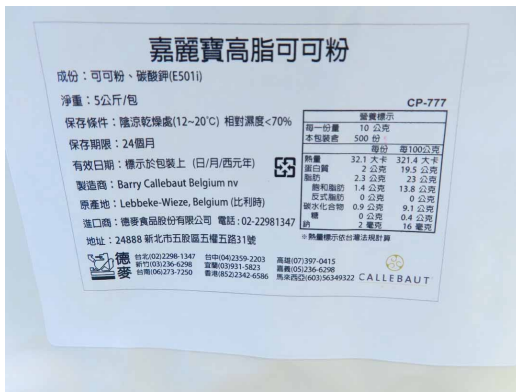 嘉麗寶高脂可可粉
成份：可可粉、碳酸鉀(E501i)
淨重：5公斤/包
CP-777
保存條件：陰涼乾燥處(12~20℃) 相對濕度<70%
保存期限：24個月
有效日期：標示於包裝上（日/月/西元年）
製造商：Barry Callebaut Belgium nv
原產地：Lebbeke-Wieze, Belgium (比利時)
進口商：德麥食品股份有限公司 電話：02-22981347
地址：24888 新北市五股區五權五路31號
營養標示
每一份量 10 公克
本包裝含 500 份
每份 每100公克
熱量 32.1 大卡 321.4 大卡
蛋白質 2 公克 19.5 公克
脂肪 2.3 公克 23 公克
飽和脂肪 1.4 公克 13.8 公克
反式脂肪 0 公克 0 公克
碳水化合物 0.9 公克 9.1 公克
糖 0 公克 0.4 公克
鈉 2 毫克 16 毫克
※熱量標示依台灣法規計算
德麥
台北(02)2298-1347 台中(04)2359-2203 高雄(07)397-0415
新竹(03)236-6298 宜蘭(03)931-5823 嘉義(05)236-6298
台南(06)273-7250 香港(852)2342-6586 馬來西亞(603)56349322
CALLEBAUT